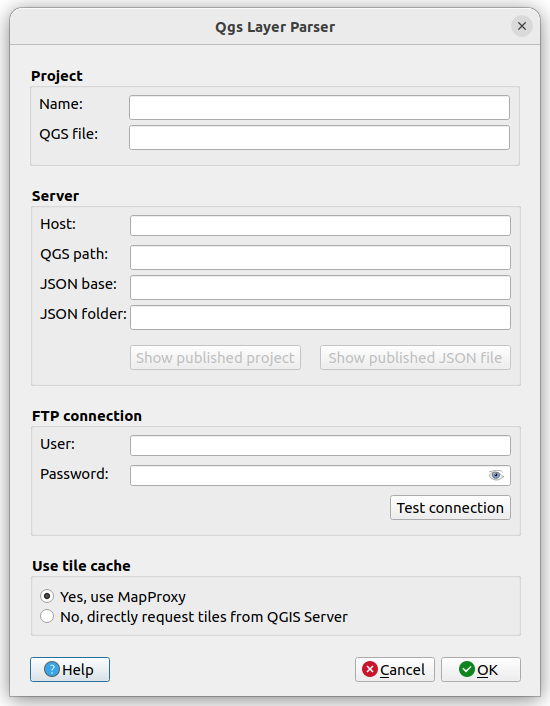 Qgs Layer Parser
Project
Name:
QGS file:
Server
Host:
QGS path:
JSON base:
JSON folder:
Show published project Show published JSON file
FTP connection
User:
Password:
Test connection
Use tile cache
Yes, use MapProxy
No, directly request tiles from QGIS Server
? Help Cancel OK